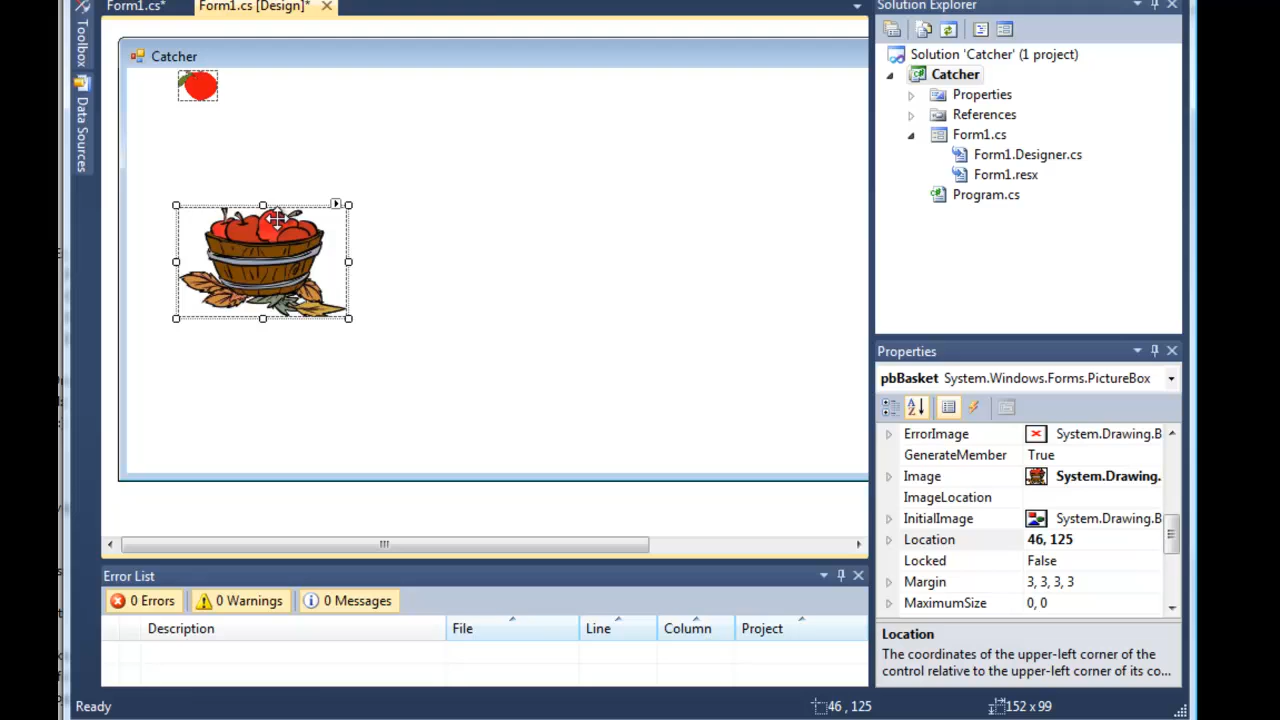 Form1.cs*
Form1.cs [Design]*
Solution Explorer
Toolbox
Data Sources
Catcher
Solution 'Catcher' (1 project)
Catcher
Properties
References
Form1.cs
Form1.Designer.cs
Form1.resx
Program.cs
Properties
pbBasket System.Windows.Forms.PictureBox
ErrorImage System.Drawing.B
GenerateMember True
Image System.Drawing.
ImageLocation
InitialImage System.Drawing.B
Location 46, 125
Locked False
Margin 3, 3, 3, 3
MaximumSize 0, 0
Location
The coordinates of the upper-left corner of the
control relative to the upper-left corner of its co...
Error List
0 Errors 0 Warnings 0 Messages
Description File Line Column Project
Ready 46 , 125 152 x 99